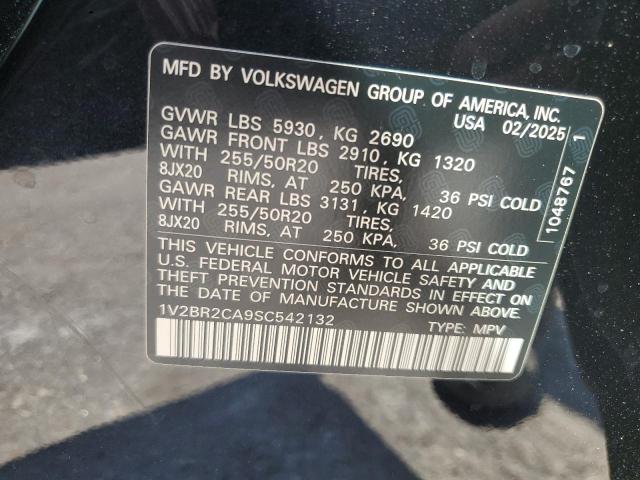 MFD BY VOLKSWAGEN GROUP OF AMERICA, INC.
USA 02/2025
GVWR LBS 5930, KG 2690
GAWR FRONT LBS 2910, KG 1320
WITH 255/50R20 TIRES,
8JX20 RIMS, AT 250 KPA, 36 PSI COLD
GAWR REAR LBS 3131, KG 1420
WITH 255/50R20 TIRES,
8JX20 RIMS, AT 250 KPA, 36 PSI COLD
THIS VEHICLE CONFORMS TO ALL APPLICABLE
U.S. FEDERAL MOTOR VEHICLE SAFETY AND
THEFT PREVENTION STANDARDS IN EFFECT ON
THE DATE OF MANUFACTURE SHOWN ABOVE.
1V2BR2CA9SC542132
TYPE: MPV
1048767 1